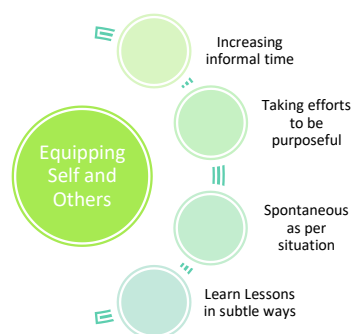 Increasing
informal time
Taking efforts
to be
purposeful
Equipping
Self and
Others
Spontaneous
as per
situation
Learn Lessons
in subtle ways